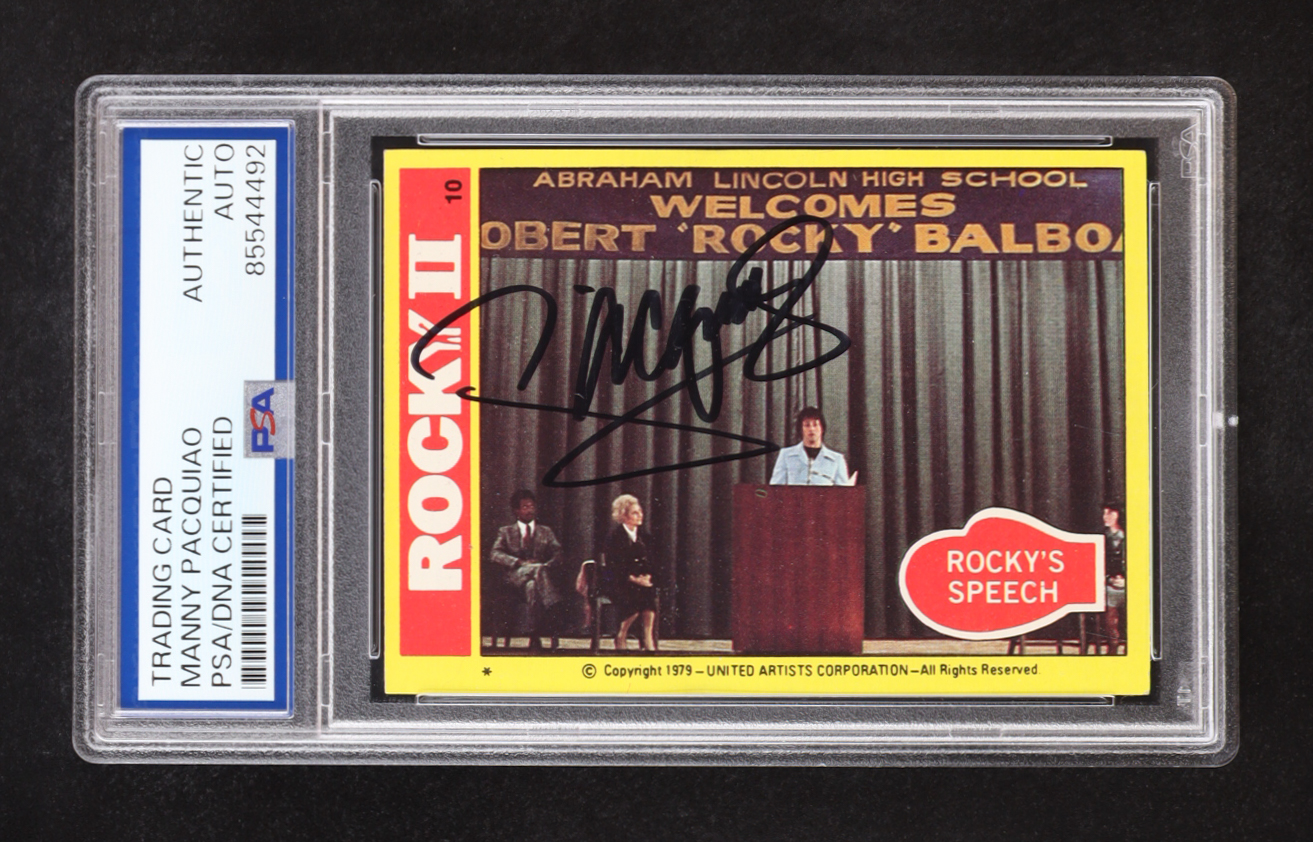 TRADING CARD
MANNY PACQUIAO
PSA/DNA CERTIFIED
AUTHENTIC
AUTO
85544492
PSA
ROCKY II
10
ABRAHAM LINCOLN HIGH SCHOOL
WELCOMES
OBERT "ROCKY" BALBOA
ROCKY'S
SPEECH
*
© Copyright 1979 – UNITED ARTISTS CORPORATION – All Rights Reserved.